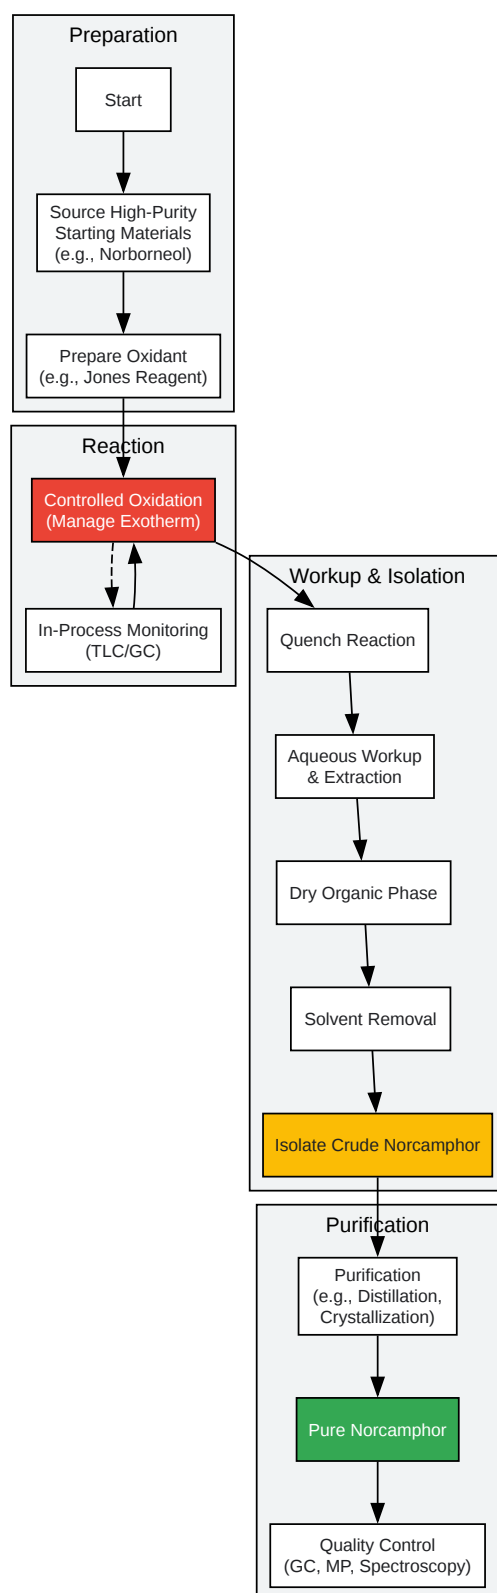 Preparation
Start
Source High-Purity
Starting Materials
(e.g., Norborneol)
Prepare Oxidant
(e.g., Jones Reagent)
Reaction
Controlled Oxidation
(Manage Exotherm)
In-Process Monitoring
(TLC/GC)
Workup & Isolation
Quench Reaction
Aqueous Workup
& Extraction
Dry Organic Phase
Solvent Removal
Isolate Crude Norcamphor
Purification
Purification
(e.g., Distillation,
Crystallization)
Pure Norcamphor
Quality Control
(GC, MP, Spectroscopy)